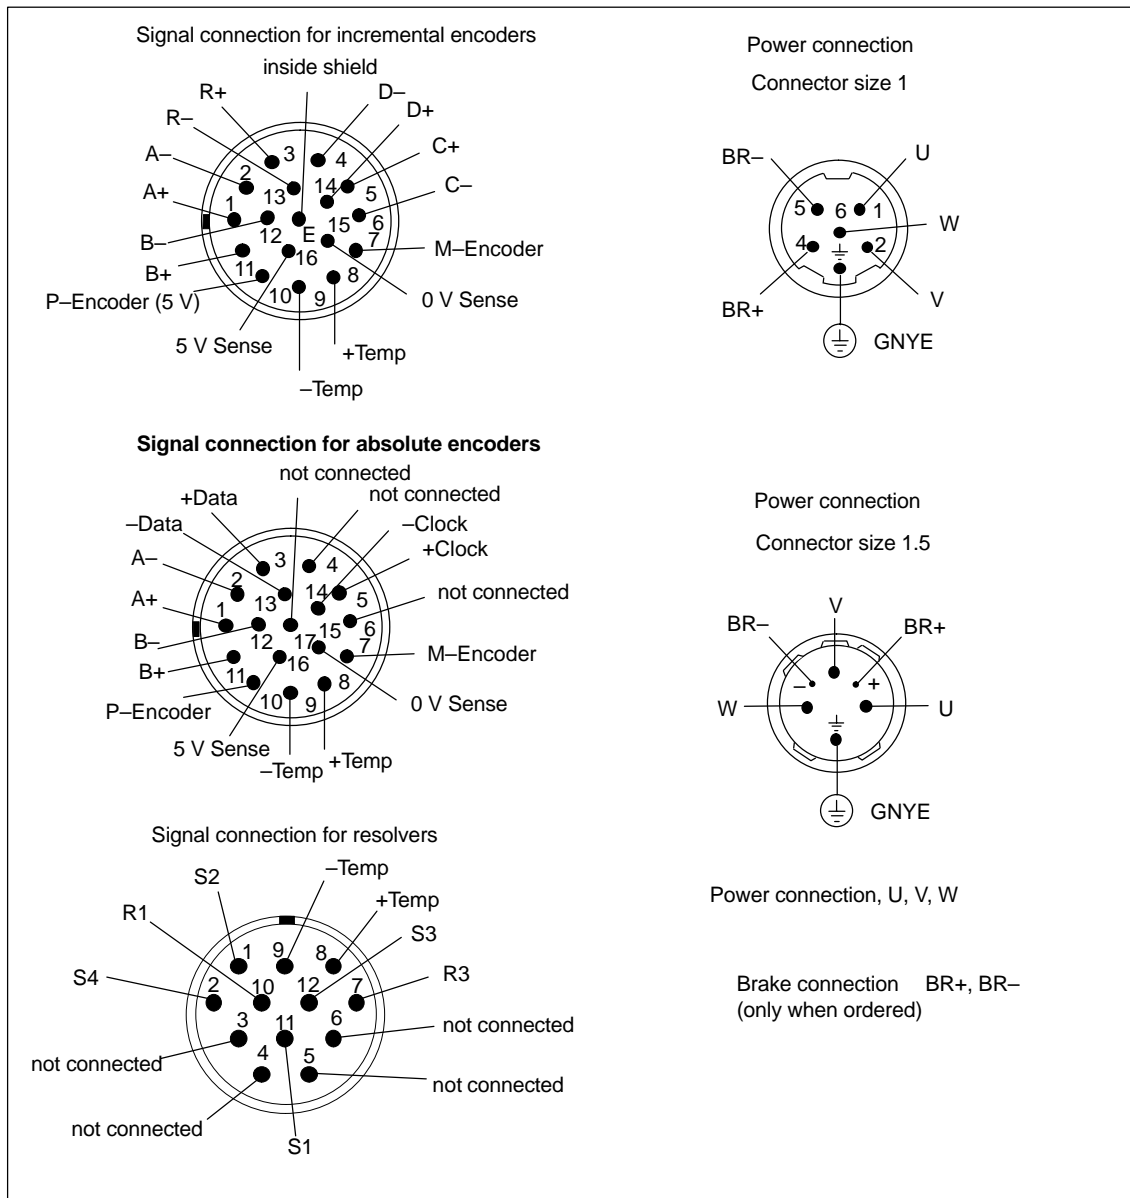 Signal connection for incremental encoders
inside shield
R+
R–
A–
A+
B–
B+
P–Encoder (5 V)
5 V Sense
–Temp
+Temp
0 V Sense
M–Encoder
C–
C+
D+
D–
1
2
3
4
5
6
7
8
9
10
11
12
13
14
15
16
E
Power connection
Connector size 1
BR–
U
W
V
BR+
GNYE
5
6
1
4
2
Signal connection for absolute encoders
not connected
not connected
+Data
–Data
A–
A+
B–
B+
P–Encoder
5 V Sense
–Temp
+Temp
0 V Sense
M–Encoder
not connected
+Clock
–Clock
1
2
3
4
5
6
7
8
9
10
11
12
13
14
15
16
17
Power connection
Connector size 1.5
V
BR–
BR+
–
+
W
U
GNYE
Signal connection for resolvers
S2
–Temp
+Temp
R1
S3
S4
R3
not connected
not connected
not connected
not connected
S1
1
9
8
2
10
12
7
3
11
6
4
5
Power connection, U, V, W
Brake connection BR+, BR–
(only when ordered)